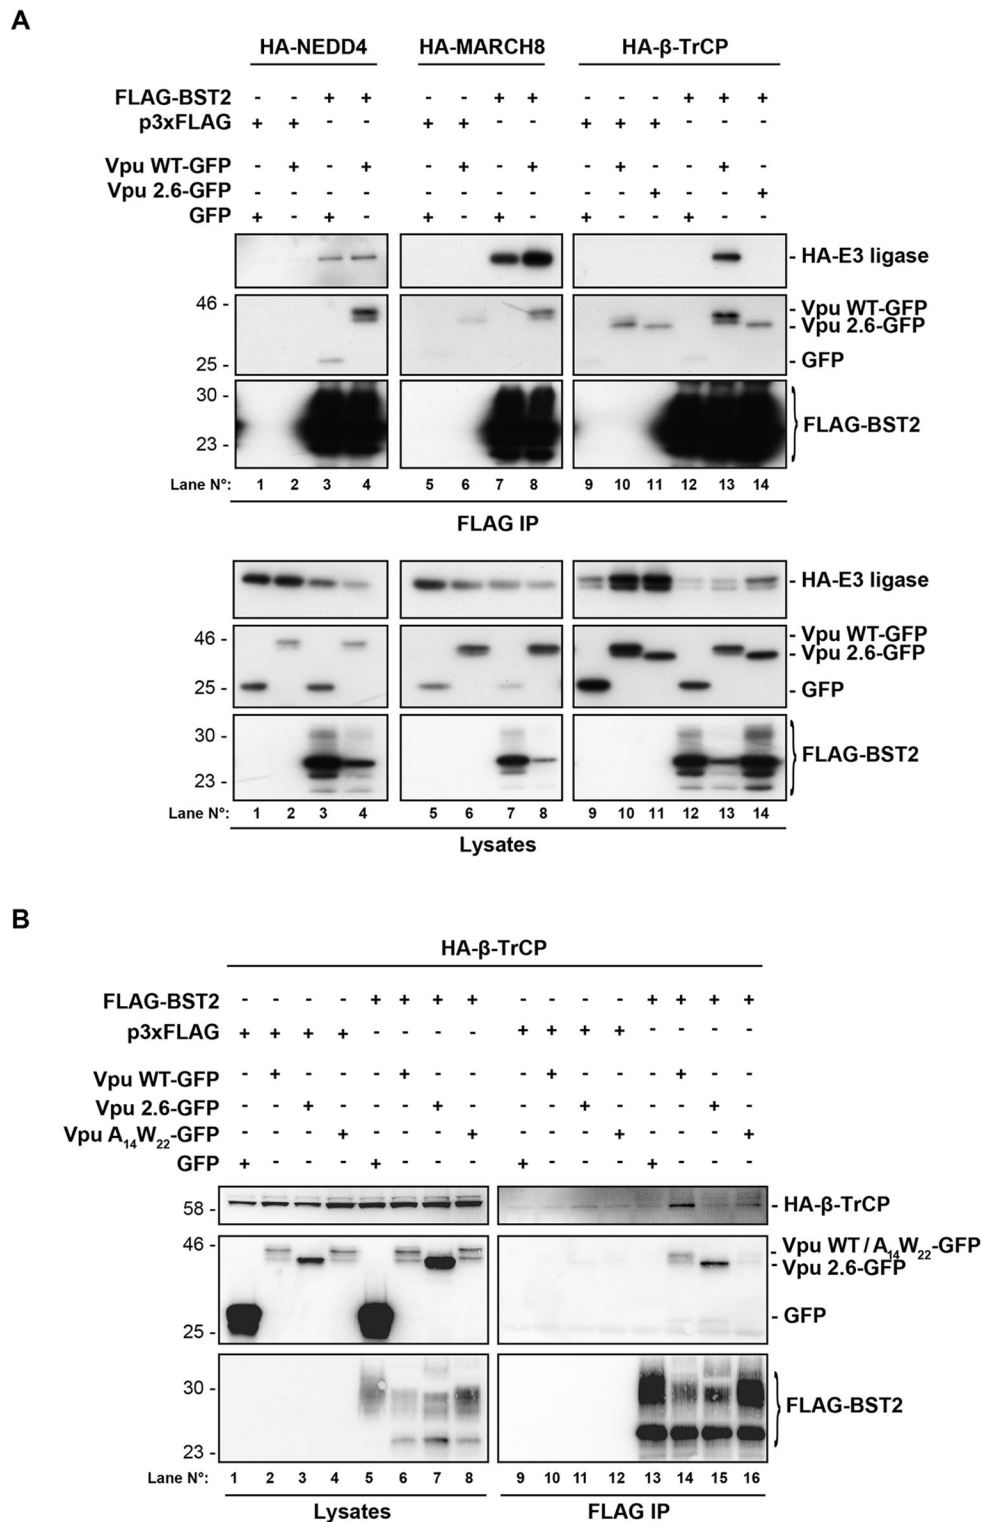 A
HA-NEDD4 HA-MARCH8 HA-β-TrCP
FLAG-BST2 - - + + - - + + - - - + + +
p3xFLAG + + - - + + - - + + + - - -
Vpu WT-GFP - + - + - + - + - + - - + -
Vpu 2.6-GFP - - - - - - - - - - + - - +
GFP + - + - + - + - + - - + - -
- HA-E3 ligase
46 - - Vpu WT-GFP
- Vpu 2.6-GFP
25 - - GFP
30 -
23 - FLAG-BST2
Lane N°: 1 2 3 4 5 6 7 8 9 10 11 12 13 14
FLAG IP
- HA-E3 ligase
46 - - Vpu WT-GFP
- Vpu 2.6-GFP
25 - - GFP
30 -
23 - FLAG-BST2
Lane N°: 1 2 3 4 5 6 7 8 9 10 11 12 13 14
Lysates
B
HA-β-TrCP
FLAG-BST2 - - - - + + + + - - - - + + + +
p3xFLAG + + + + - - - - + + + + - - - -
Vpu WT-GFP - + - - - + - - - + - - - + - -
Vpu 2.6-GFP - - + - - - + - - - + - - - + -
Vpu A₁₄W₂₂-GFP - - - + - - - + - - - + - - - +
GFP + - - - + - - - + - - - + - - -
58 - - HA-β-TrCP
46 - - Vpu WT / A₁₄W₂₂-GFP
- Vpu 2.6-GFP
25 - - GFP
30 -
23 - FLAG-BST2
Lane N°: 1 2 3 4 5 6 7 8 9 10 11 12 13 14 15 16
Lysates FLAG IP